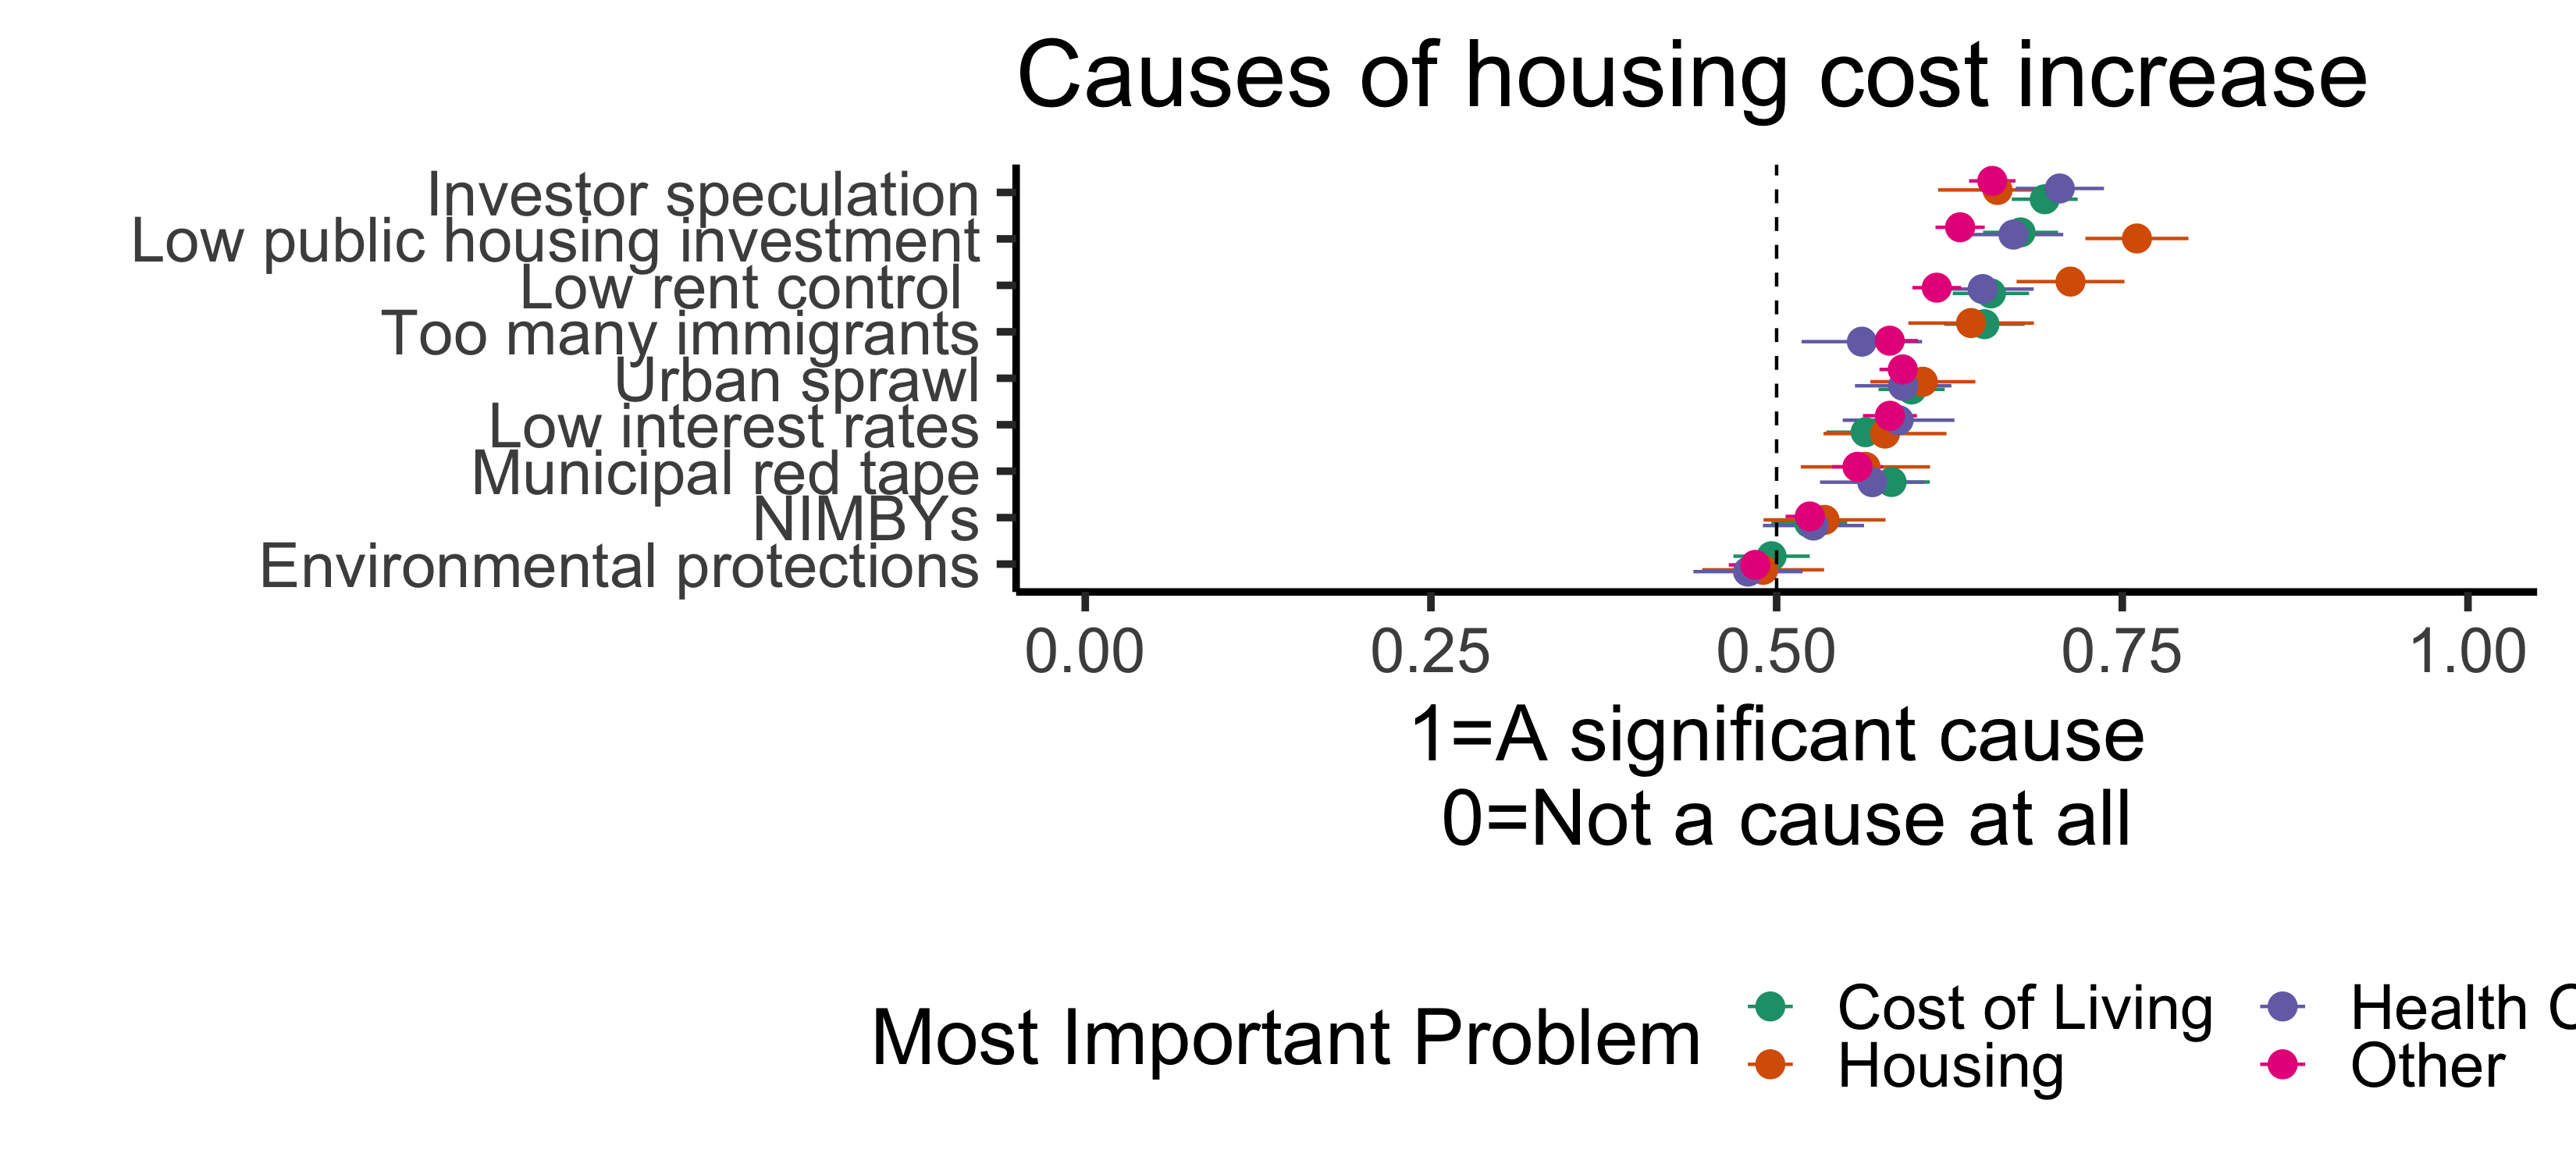 Causes of housing cost increase
Investor speculation
Low public housing investment
Low rent control
Too many immigrants
Urban sprawl
Low interest rates
Municipal red tape
NIMBYs
Environmental protections
0.00 0.25 0.50 0.75 1.00
1=A significant cause
0=Not a cause at all
Most Important Problem
Cost of Living Health
Housing Other